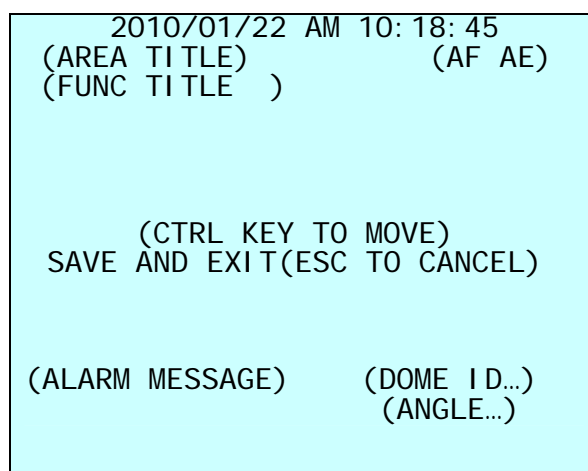 2010/01/22 AM 10:18:45
(AREA TITLE) (AF AE)
(FUNC TITLE )
(CTRL KEY TO MOVE)
SAVE AND EXIT(ESC TO CANCEL)
(ALARM MESSAGE) (DOME ID…)
(ANGLE…)